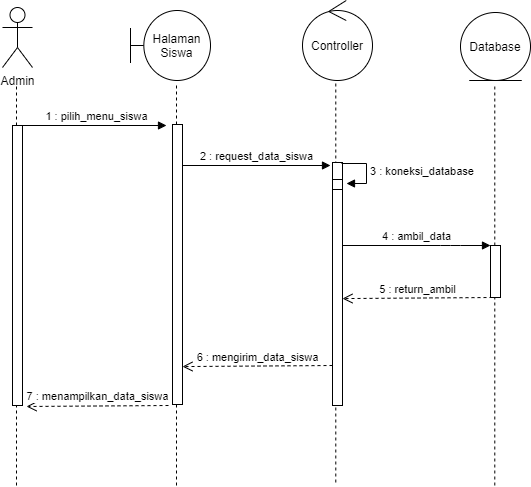 Halaman
Siswa
Controller
Database
Admin
1 : pilih_menu_siswa
2 : request_data_siswa
3 : koneksi_database
4 : ambil_data
5 : return_ambil
6 : mengirim_data_siswa
7 : menampilkan_data_siswa